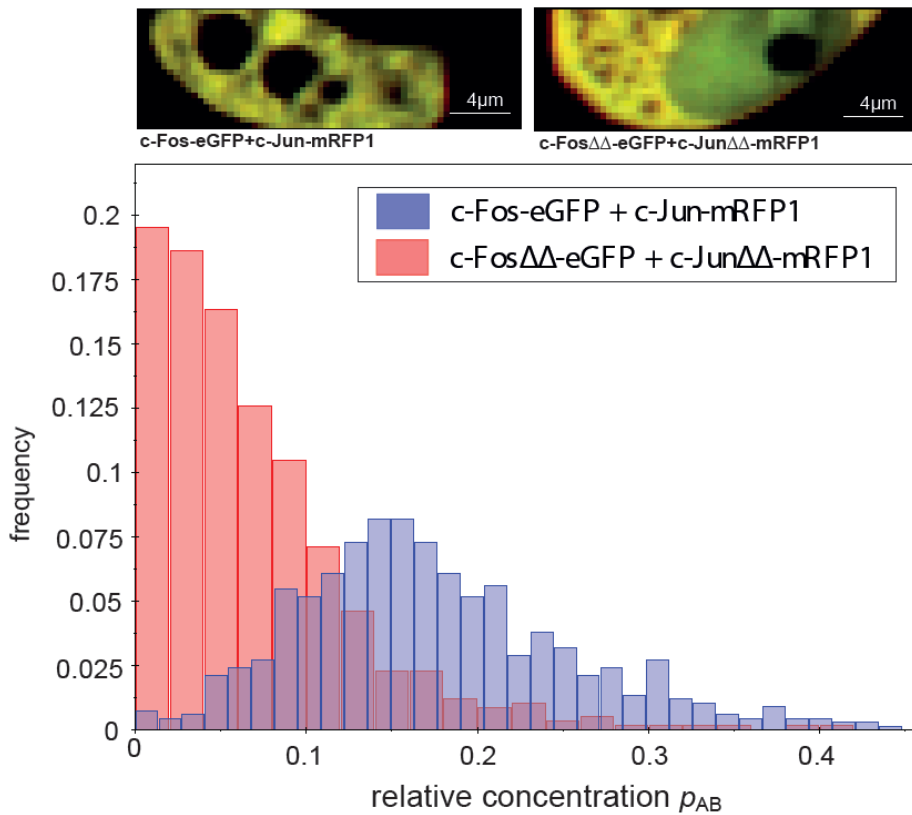 4μm
4μm
c-Fos-eGFP+c-Jun-mRFP1
c-FosΔΔ-eGFP+c-JunΔΔ-mRFP1
c-Fos-eGFP + c-Jun-mRFP1
c-FosΔΔ-eGFP + c-JunΔΔ-mRFP1
0.2
0.175
0.15
0.125
0.1
0.075
0.05
0.025
0
frequency
0
0.1
0.2
0.3
0.4
relative concentration pAB